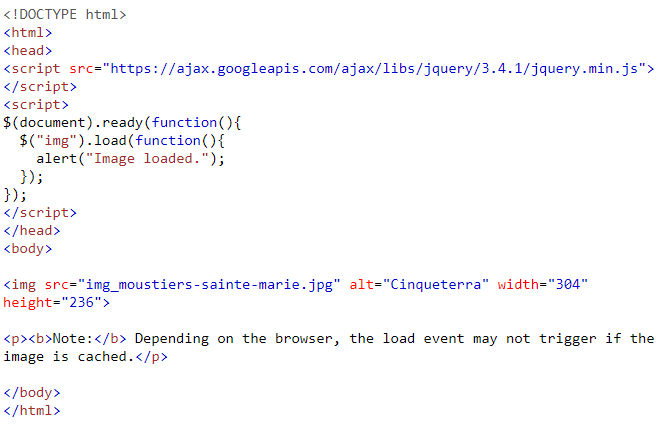 <!DOCTYPE html>
<html>
<head>
<script src="https://ajax.googleapis.com/ajax/libs/jquery/3.4.1/jquery.min.js">
</script>
<script>
$(document).ready(function(){
  $("img").load(function(){
    alert("Image loaded.");
  });
});
</script>
</head>
<body>
<img src="img_moustiers-sainte-marie.jpg" alt="Cinqueterra" width="304"
height="236">
<p><b>Note:</b> Depending on the browser, the load event may not trigger if the
image is cached.</p>
</body>
</html>